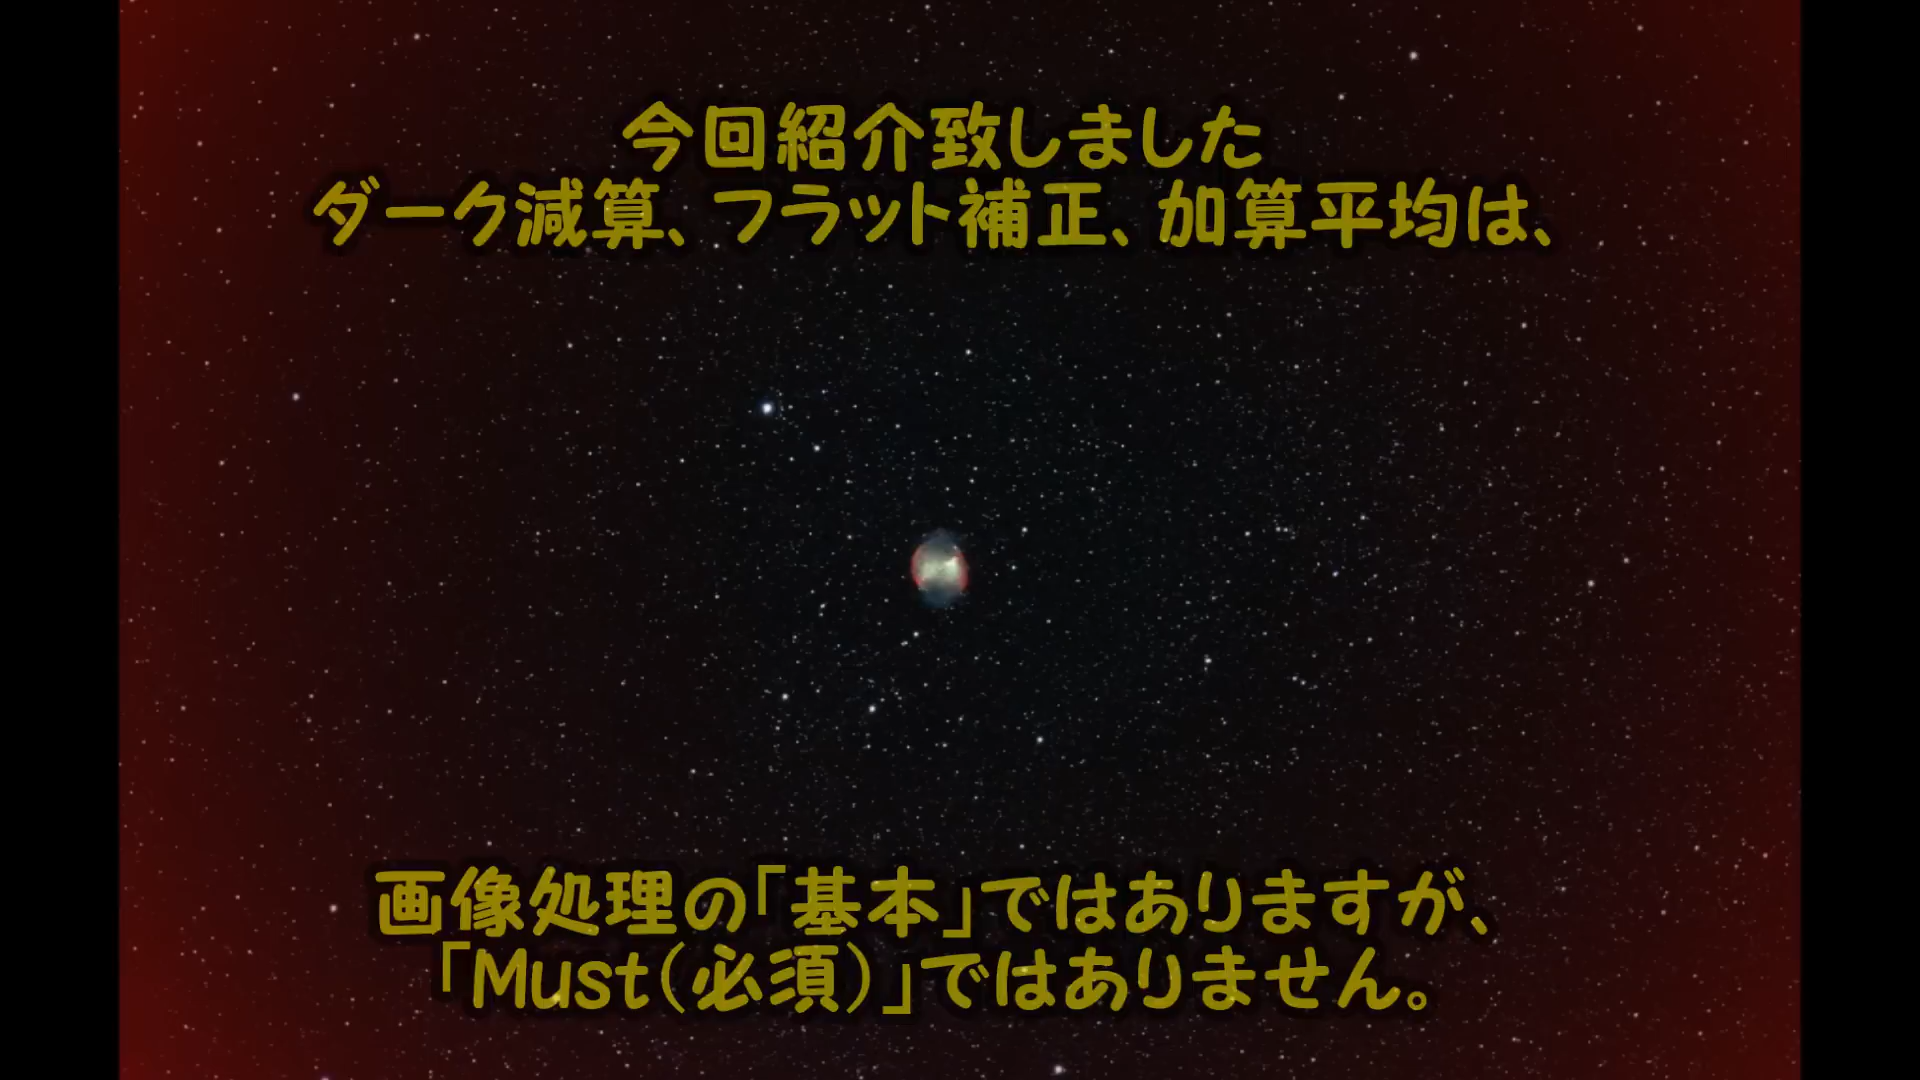 今回紹介致しました
ダーク減算、フラット補正、加算平均は、
画像処理の「基本」ではありますが、
「Must(必須)」ではありません。